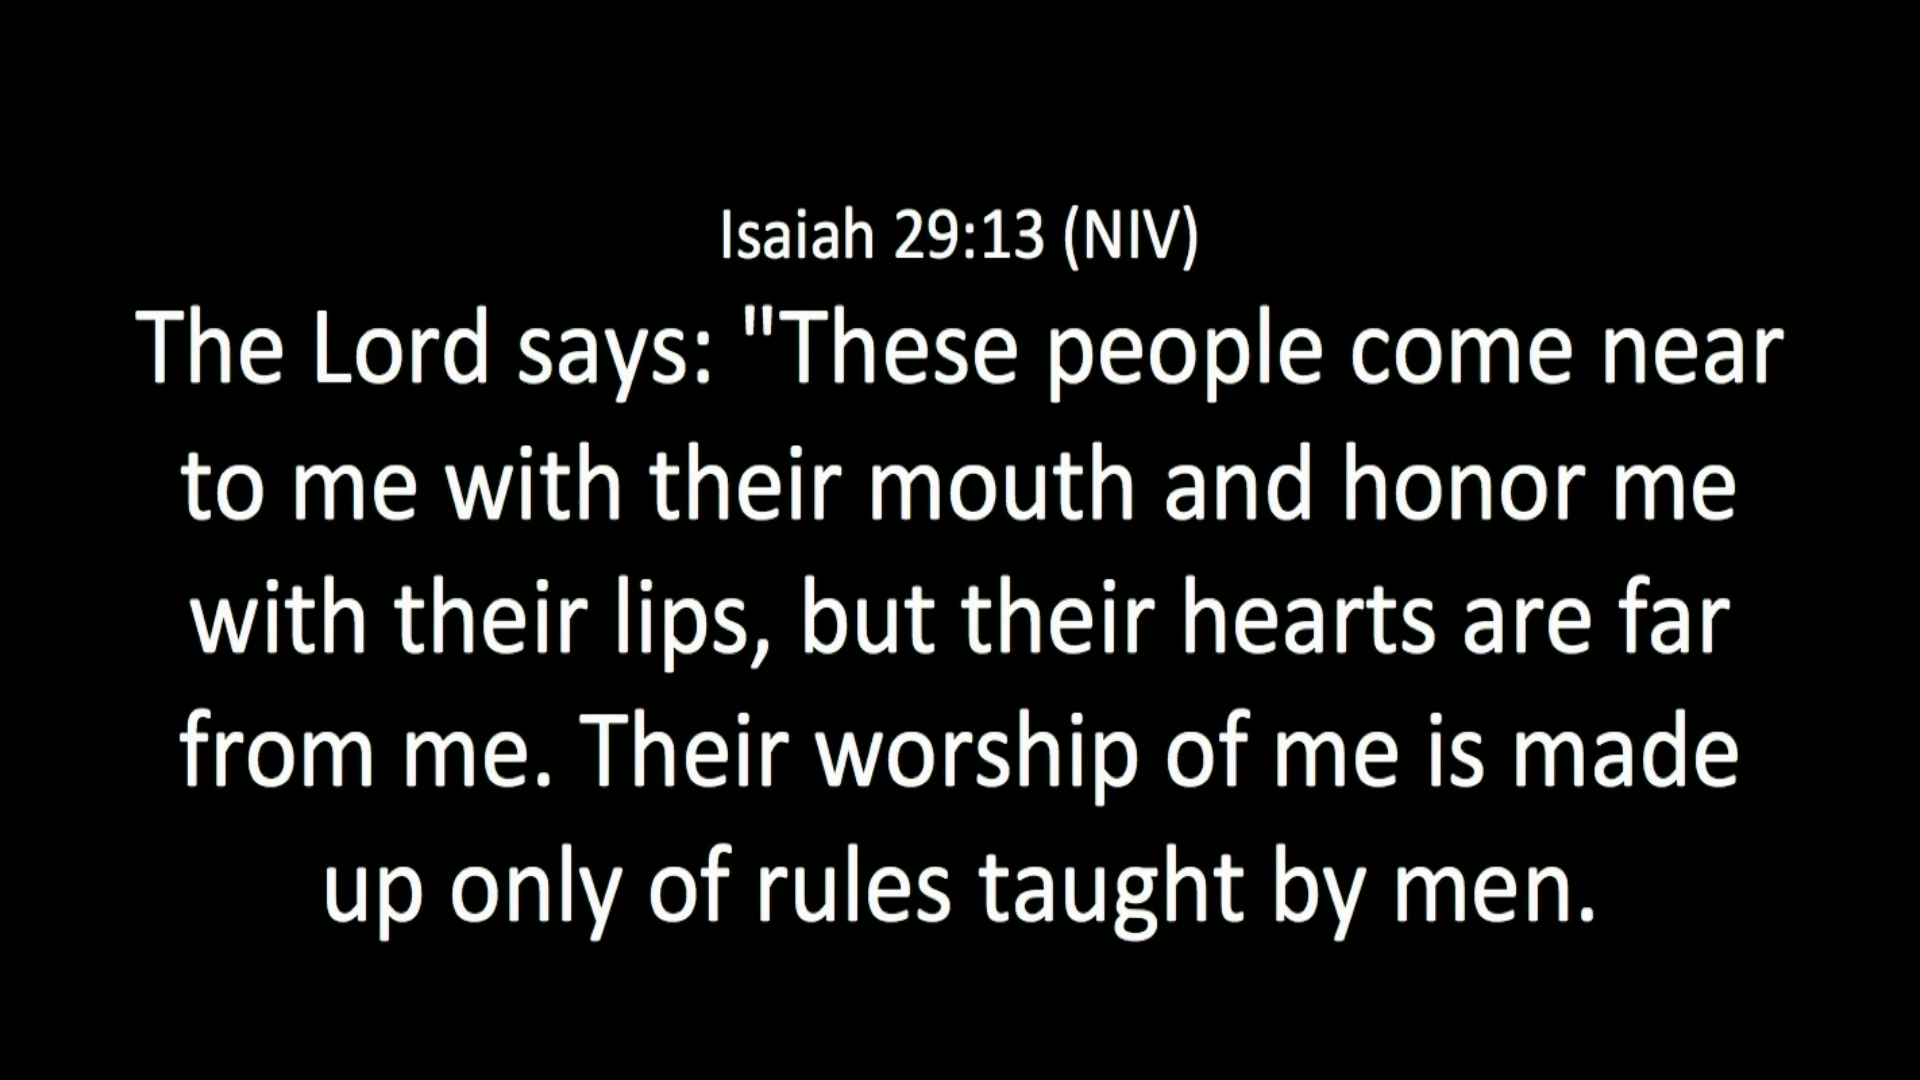 Isaiah 29:13 (NIV)
The Lord says: "These people come near
to me with their mouth and honor me
with their lips, but their hearts are far
from me. Their worship of me is made
up only of rules taught by men.